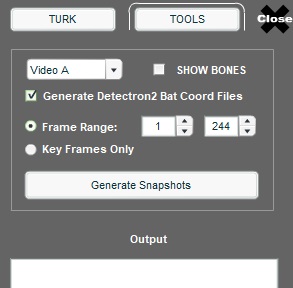 TURK TOOLS Close
Video A SHOW BONES
Generate Detectron2 Bat Coord Files
Frame Range: 1 244
Key Frames Only
Generate Snapshots
Output